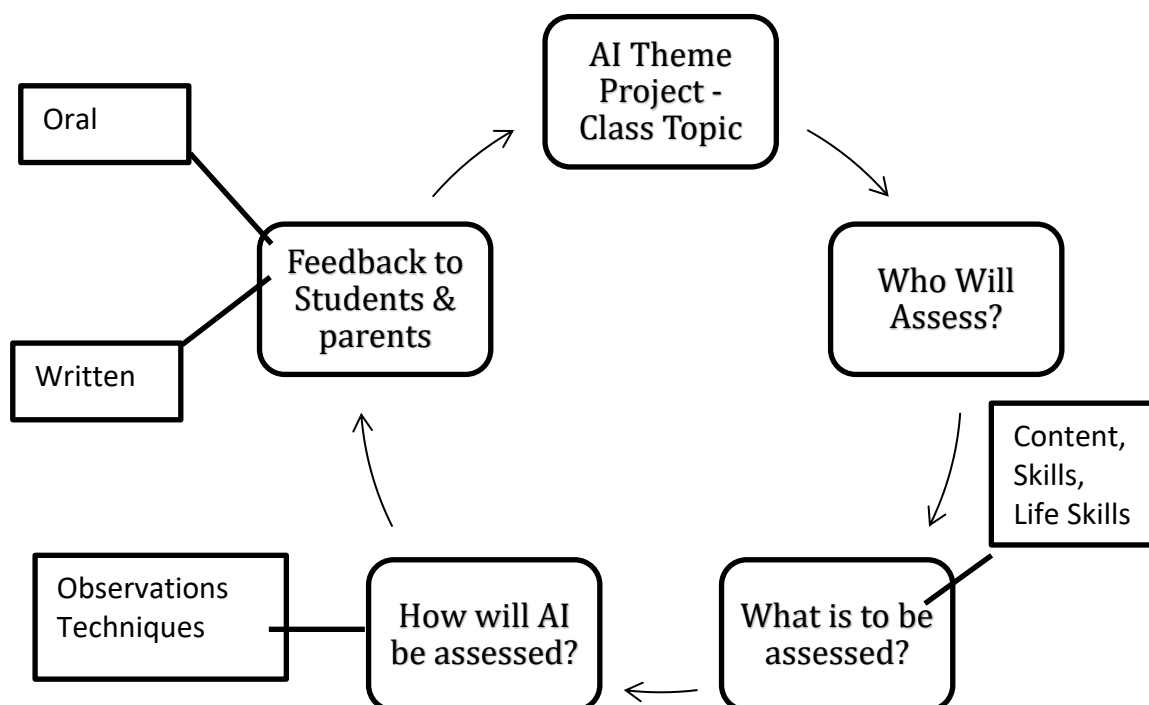 AI Theme
Project -
Class Topic
Oral
Feedback to
Students &
parents
Who Will
Assess?
Written
Content,
Skills,
Life Skills
Observations
Techniques
How will AI
be assessed?
What is to be
assessed?